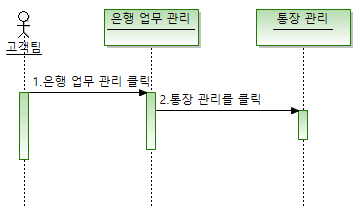 은행 업무 관리
통장 관리
고객팀
1.은행 업무 관리 클릭
2.통장 관리를 클릭